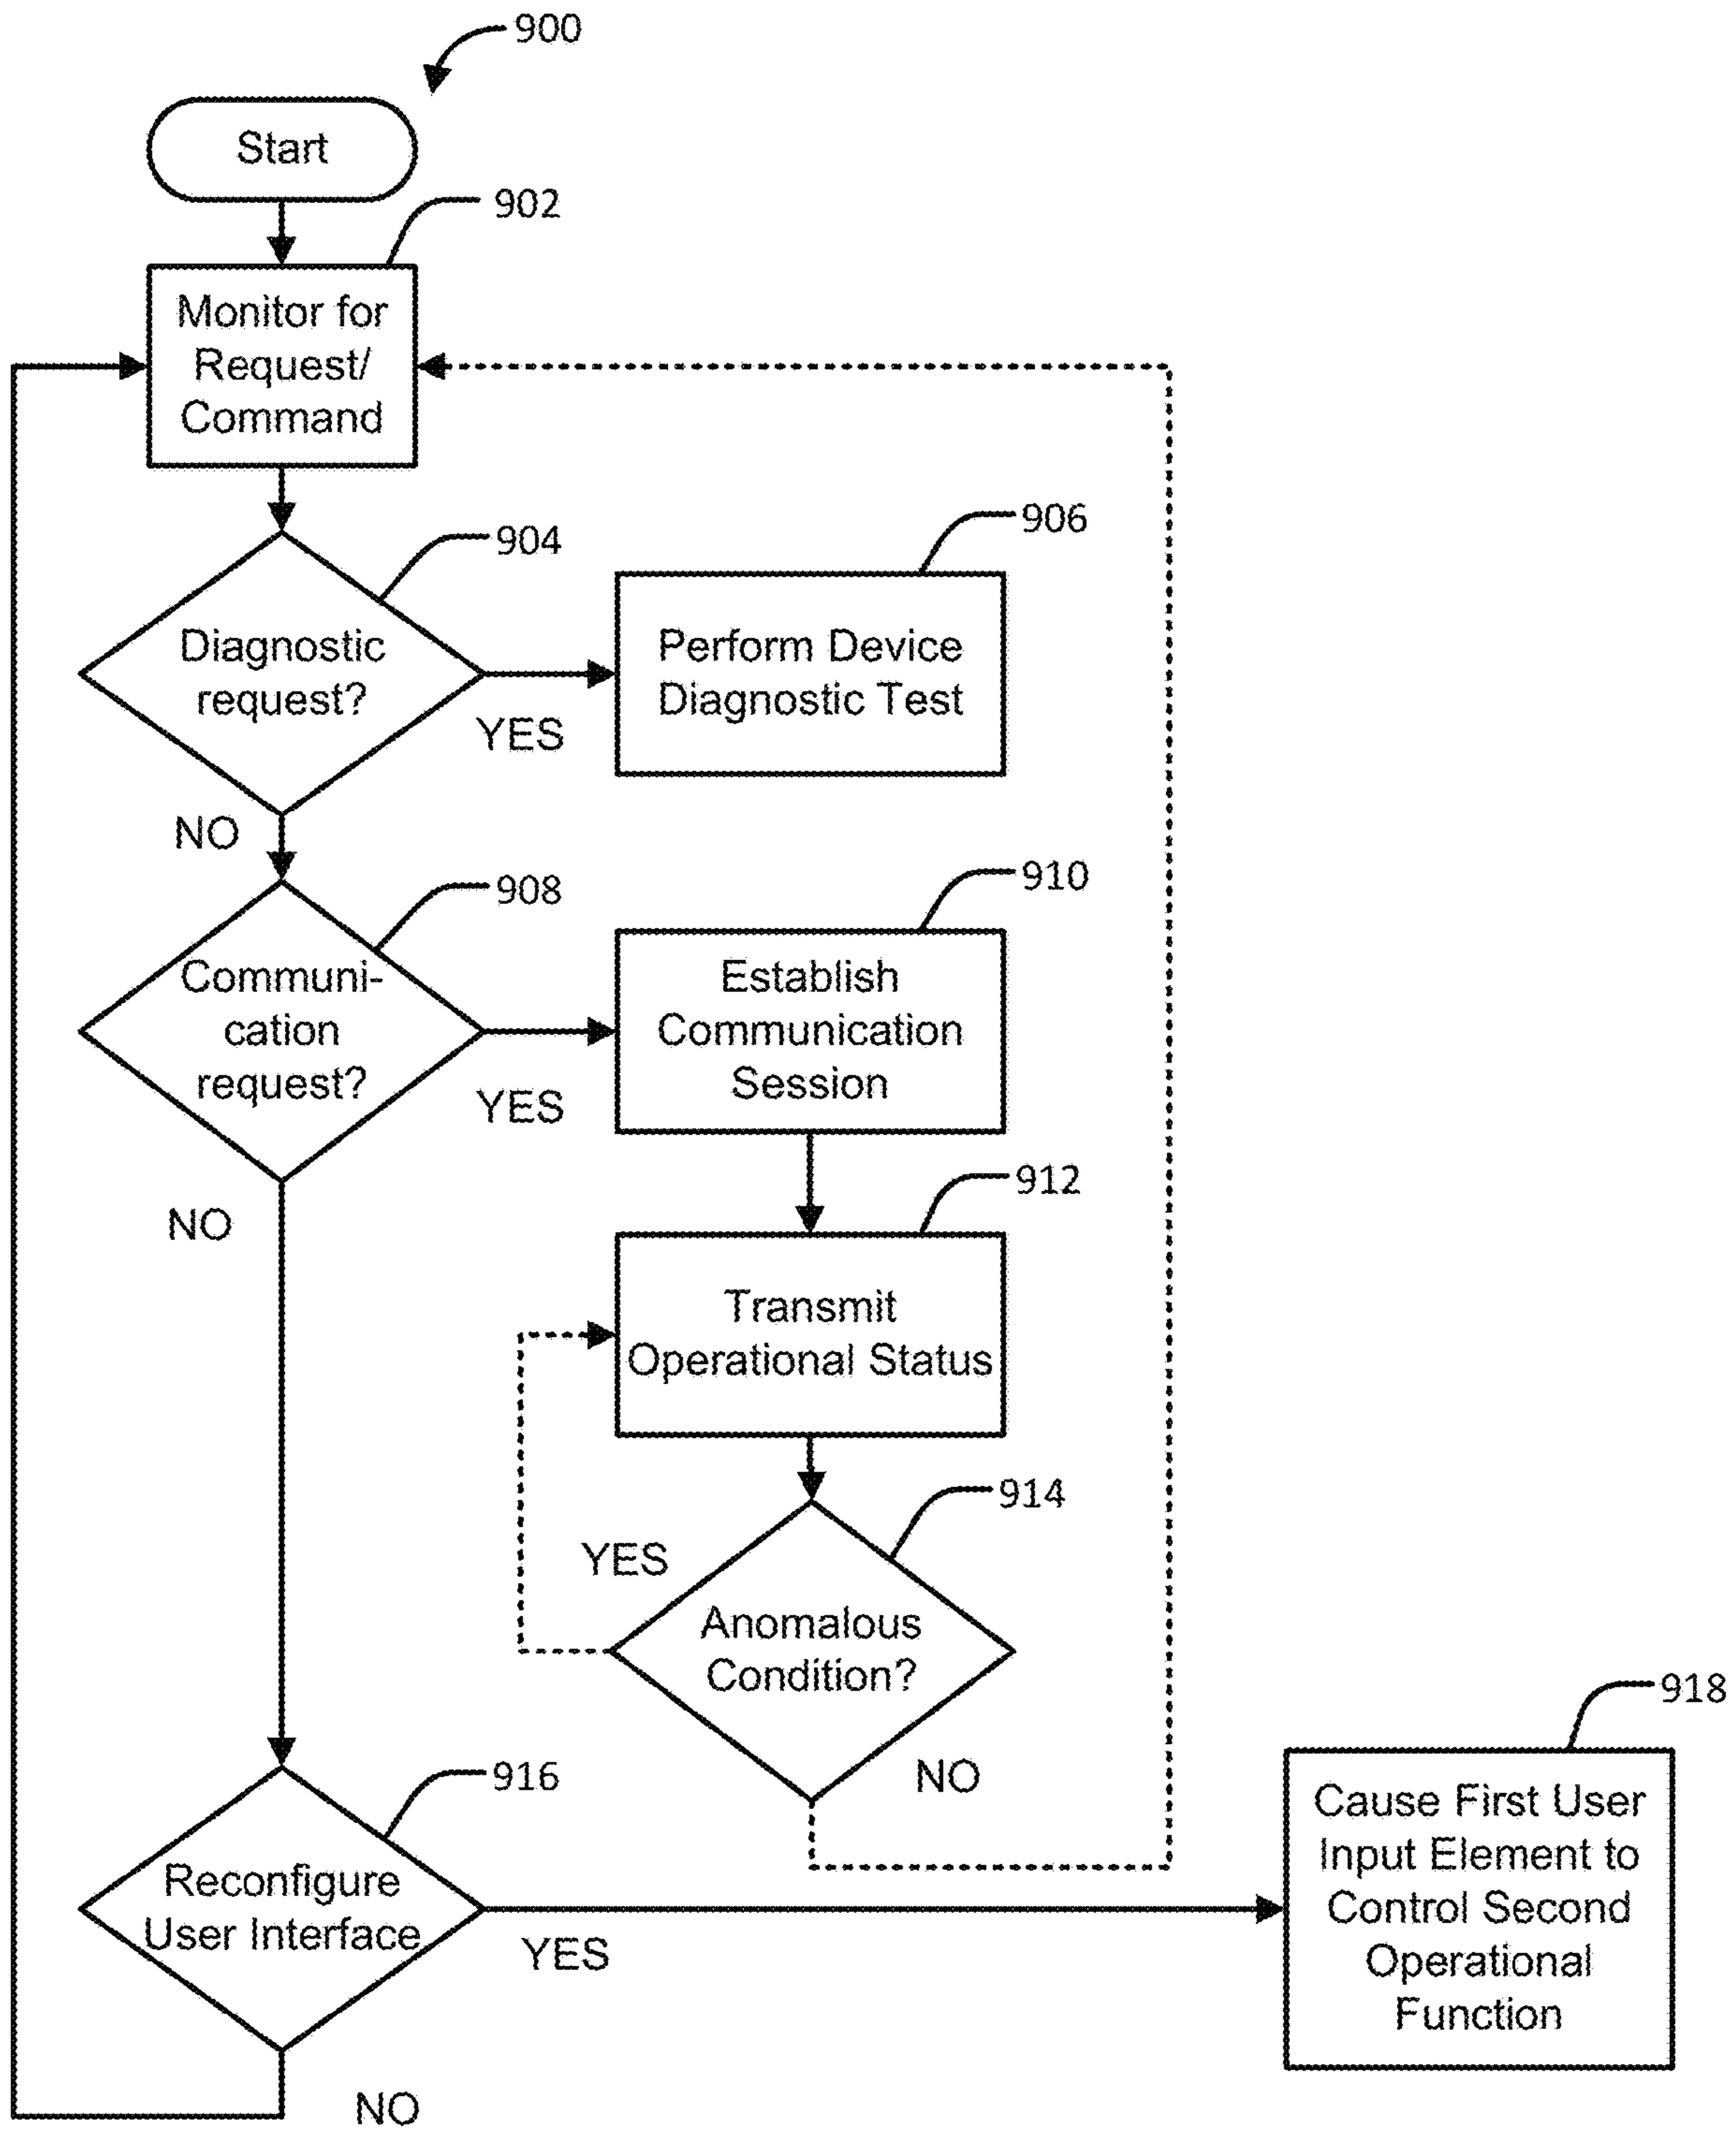 900
Start
902
Monitor for
Request/
Command
904
Diagnostic
request?
YES
NO
906
Perform Device
Diagnostic Test
908
Communi-
cation
request?
YES
NO
910
Establish
Communication
Session
912
Transmit
Operational Status
914
YES
Anomalous
Condition?
NO
916
Reconfigure
User Interface
YES
NO
918
Cause First User
Input Element to
Control Second
Operational
Function